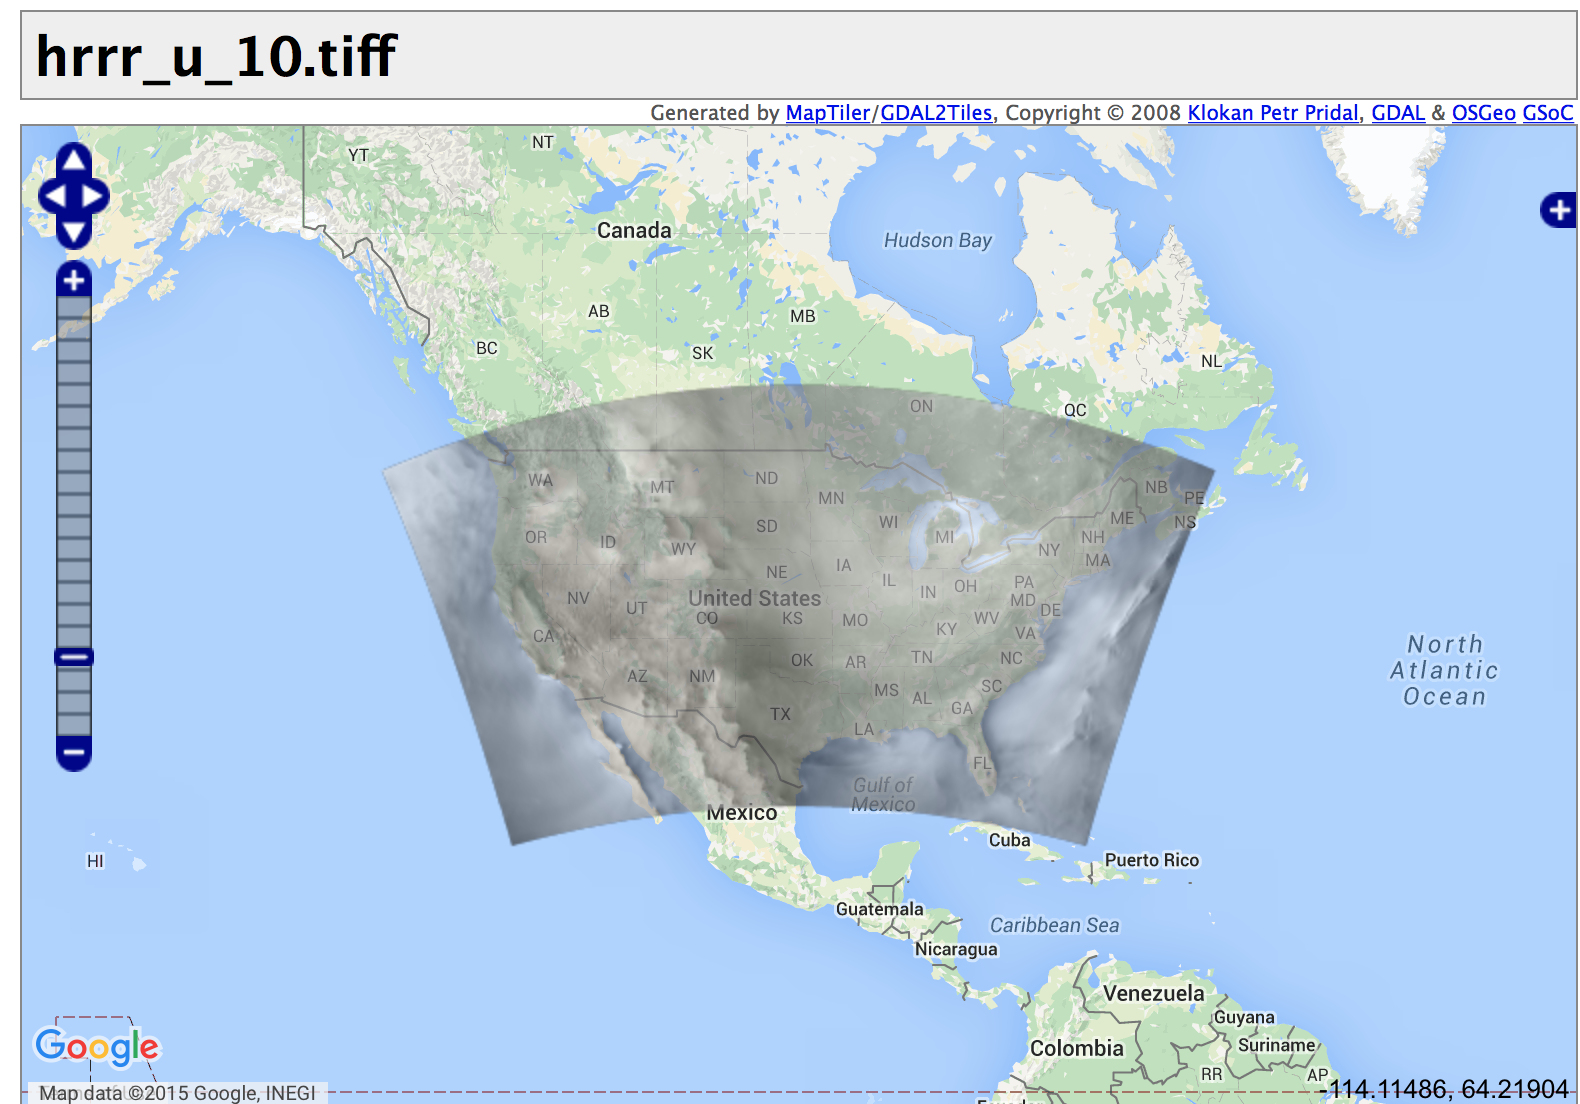 hrrr_u_10.tiff
Generated by MapTiler/GDAL2Tiles, Copyright © 2008 Klokan Petr Pridal, GDAL & OSGeo GSoC
YT
NT
Canada
Hudson Bay
AB
MB
BC
SK
NL
ON
QC
WA
MT
ND
MN
NB
PE
OR
ID
WY
SD
WI
MI
ME
NS
NH
NY
MA
NE
IA
IL
IN
OH
PA
NV
UT
United States
MD
DE
CO
KS
MO
KY
WV
VA
CA
AZ
NM
OK
AR
TN
NC
North
Atlantic
Ocean
TX
MS
AL
SC
GA
LA
FL
Gulf of
Mexico
Mexico
Cuba
HI
Puerto Rico
Guatemala
Caribbean Sea
Nicaragua
Venezuela
Guyana
Suriname
Colombia
RR
AP
Google
Map data ©2015 Google, INEGI
-114.11486, 64.21904